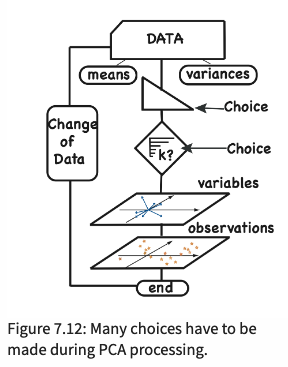 DATA
means
variances
Choice
k?
Choice
Change
of
Data
variables
observations
end
Figure 7.12: Many choices have to be
made during PCA processing.